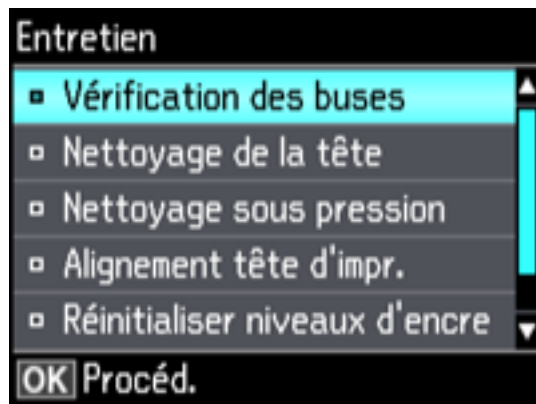 Entretien
Vérification des buses
Nettoyage de la tête
Nettoyage sous pression
Alignement tête d'impr.
Réinitialiser niveaux d'encre
OK Procéd.